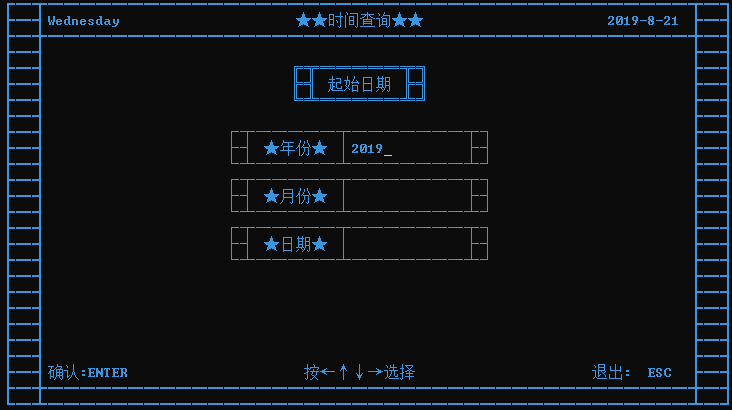 Wednesday ★★时间查询★★ 2019-8-21
起始日期
★年份★ 2019_
★月份★
★日期★
确认:ENTER 按←↑↓→选择 退出: ESC